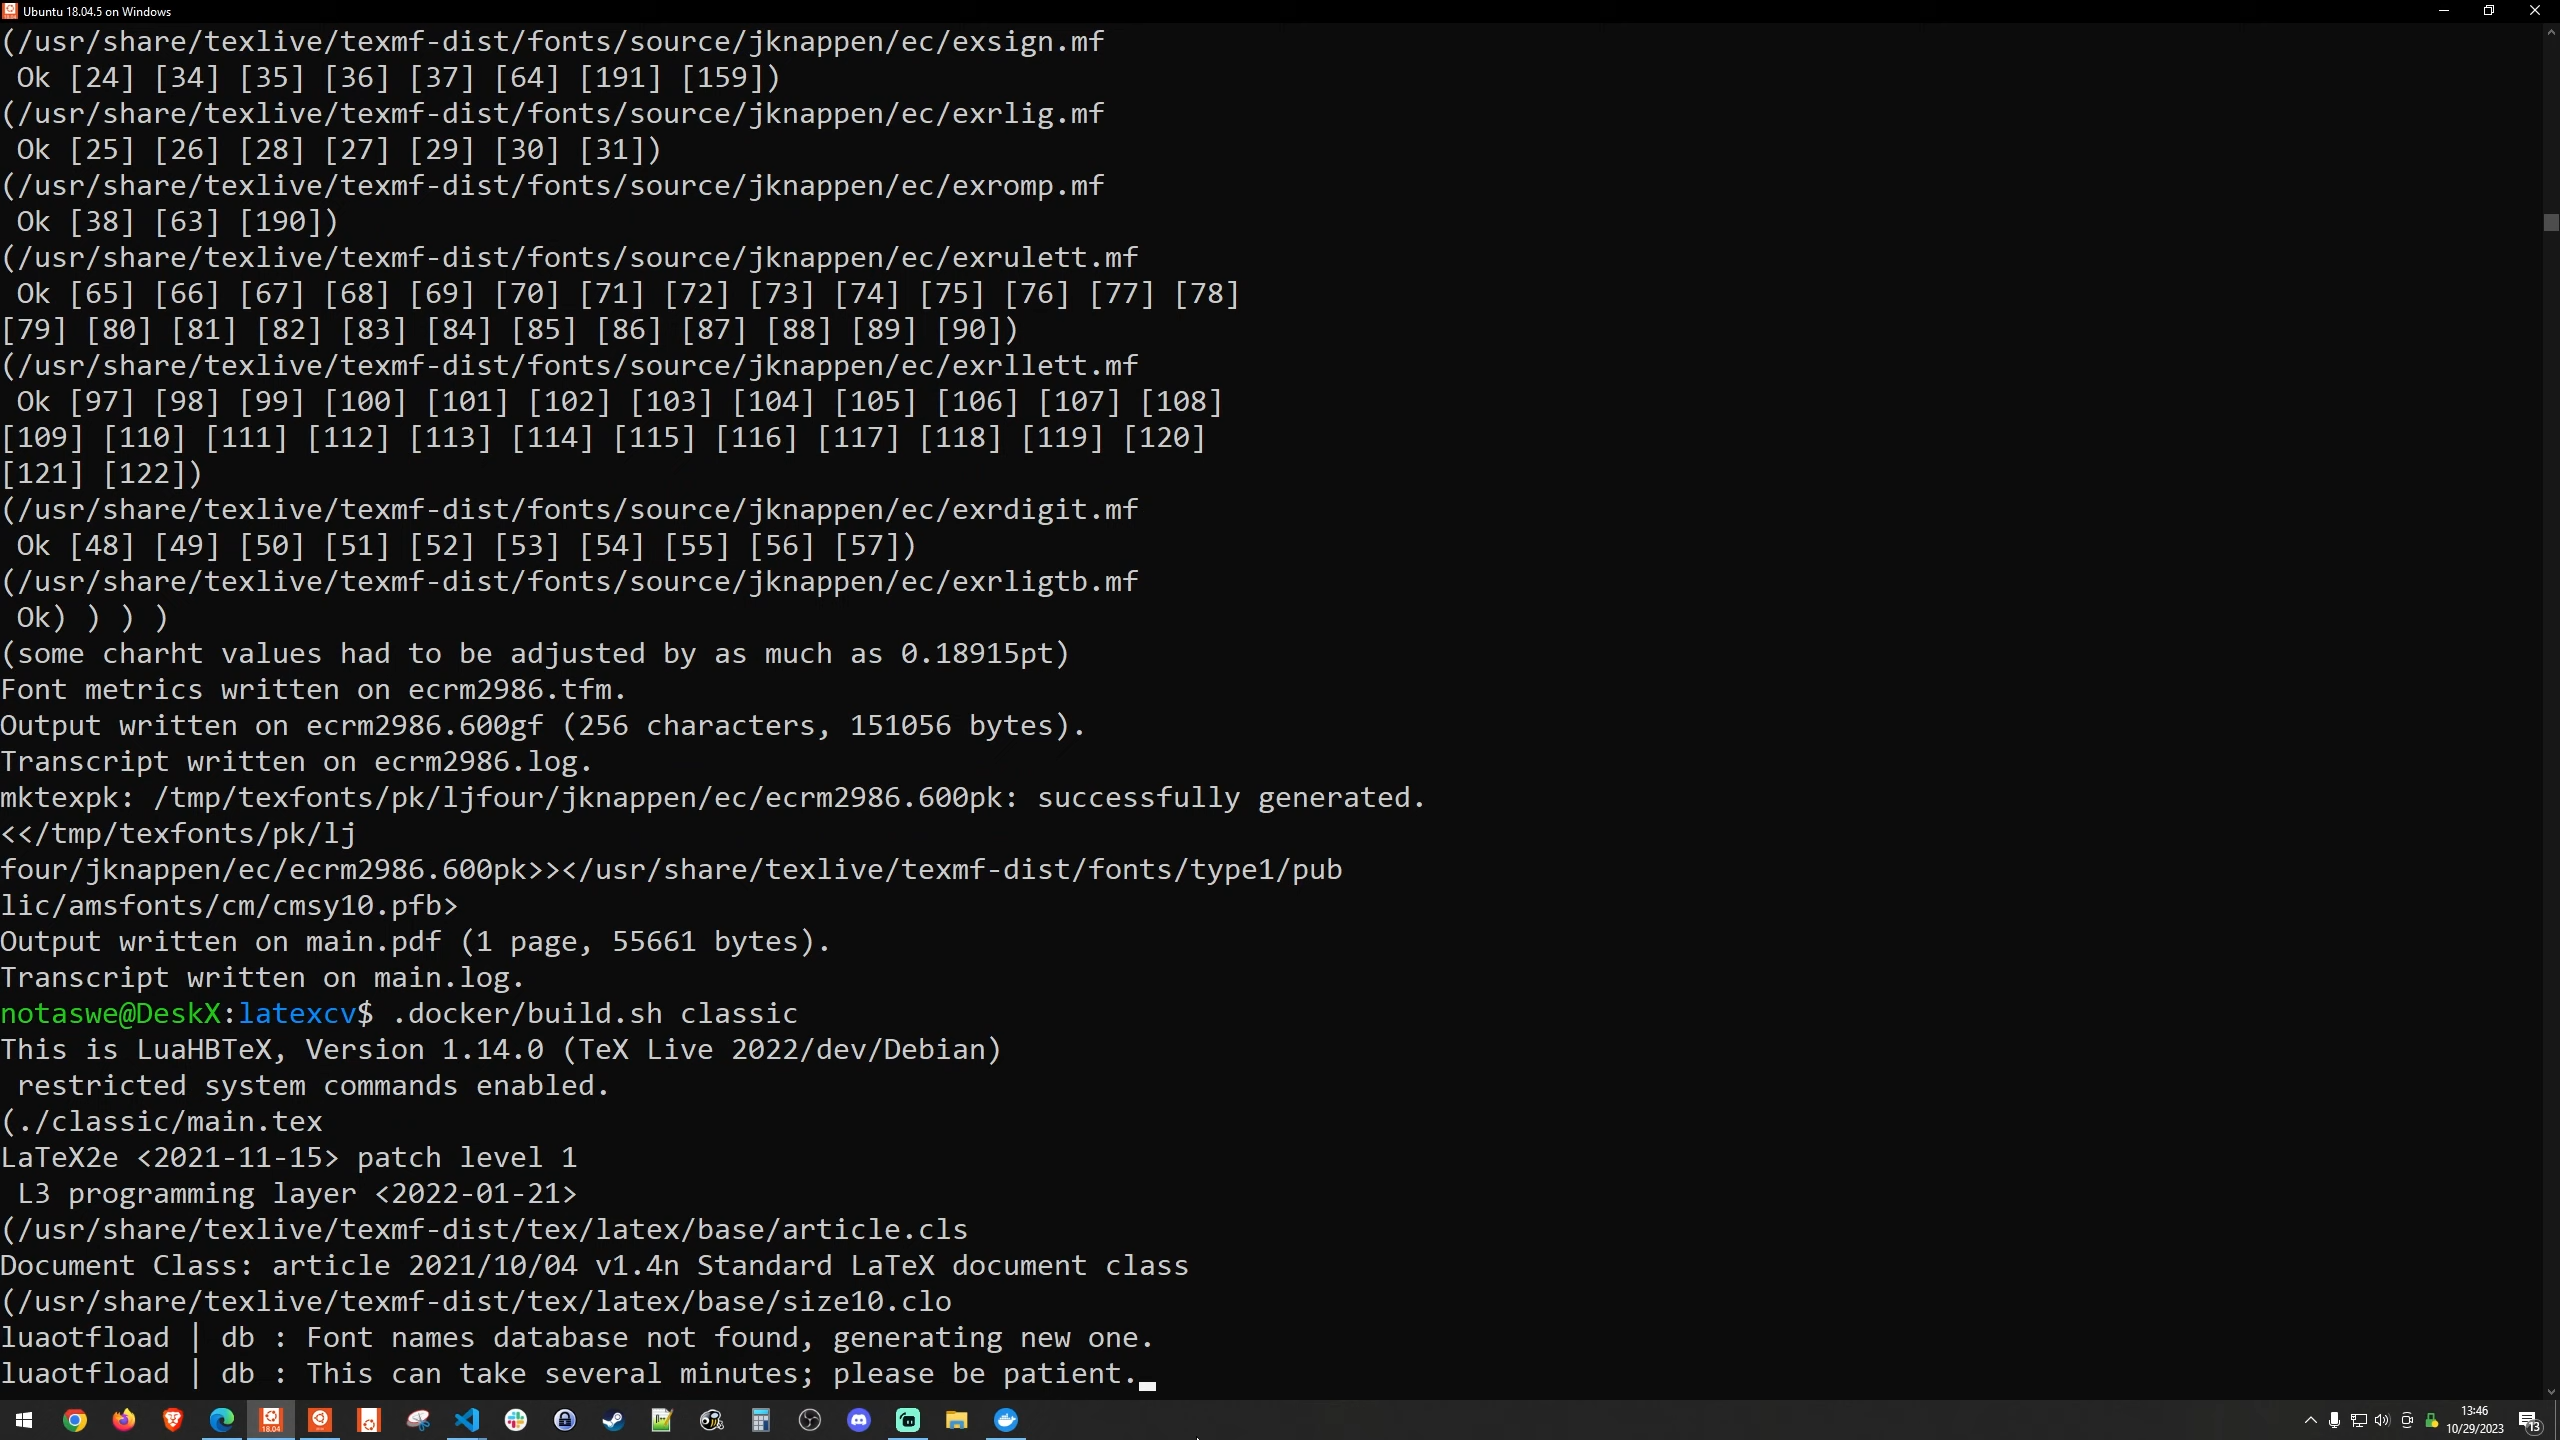 Ubuntu 18.04.5 on Windows
(/usr/share/texlive/texmf-dist/fonts/source/jknappen/ec/exsign.mf
 Ok [24] [34] [35] [36] [37] [64] [191] [159])
(/usr/share/texlive/texmf-dist/fonts/source/jknappen/ec/exrlig.mf
 Ok [25] [26] [28] [27] [29] [30] [31])
(/usr/share/texlive/texmf-dist/fonts/source/jknappen/ec/exromp.mf
 Ok [38] [63] [190])
(/usr/share/texlive/texmf-dist/fonts/source/jknappen/ec/exrulett.mf
 Ok [65] [66] [67] [68] [69] [70] [71] [72] [73] [74] [75] [76] [77] [78]
[79] [80] [81] [82] [83] [84] [85] [86] [87] [88] [89] [90])
(/usr/share/texlive/texmf-dist/fonts/source/jknappen/ec/exrllett.mf
 Ok [97] [98] [99] [100] [101] [102] [103] [104] [105] [106] [107] [108]
[109] [110] [111] [112] [113] [114] [115] [116] [117] [118] [119] [120]
[121] [122])
(/usr/share/texlive/texmf-dist/fonts/source/jknappen/ec/exrdigit.mf
 Ok [48] [49] [50] [51] [52] [53] [54] [55] [56] [57])
(/usr/share/texlive/texmf-dist/fonts/source/jknappen/ec/exrligtb.mf
 Ok) ) ) )
(some charht values had to be adjusted by as much as 0.18915pt)
Font metrics written on ecrm2986.tfm.
Output written on ecrm2986.600gf (256 characters, 151056 bytes).
Transcript written on ecrm2986.log.
mktexpk: /tmp/texfonts/pk/ljfour/jknappen/ec/ecrm2986.600pk: successfully generated.
<</tmp/texfonts/pk/lj
four/jknappen/ec/ecrm2986.600pk>></usr/share/texlive/texmf-dist/fonts/type1/pub
lic/amsfonts/cm/cmsy10.pfb>
Output written on main.pdf (1 page, 55661 bytes).
Transcript written on main.log.
notaswe@DeskX:latexcv$ .docker/build.sh classic
This is LuaHBTeX, Version 1.14.0 (TeX Live 2022/dev/Debian)
 restricted system commands enabled.
(./classic/main.tex
LaTeX2e <2021-11-15> patch level 1
 L3 programming layer <2022-01-21>
(/usr/share/texlive/texmf-dist/tex/latex/base/article.cls
Document Class: article 2021/10/04 v1.4n Standard LaTeX document class
(/usr/share/texlive/texmf-dist/tex/latex/base/size10.clo
luaotfload | db : Font names database not found, generating new one.
luaotfload | db : This can take several minutes; please be patient.
18.04
13:46
10/29/2023
13